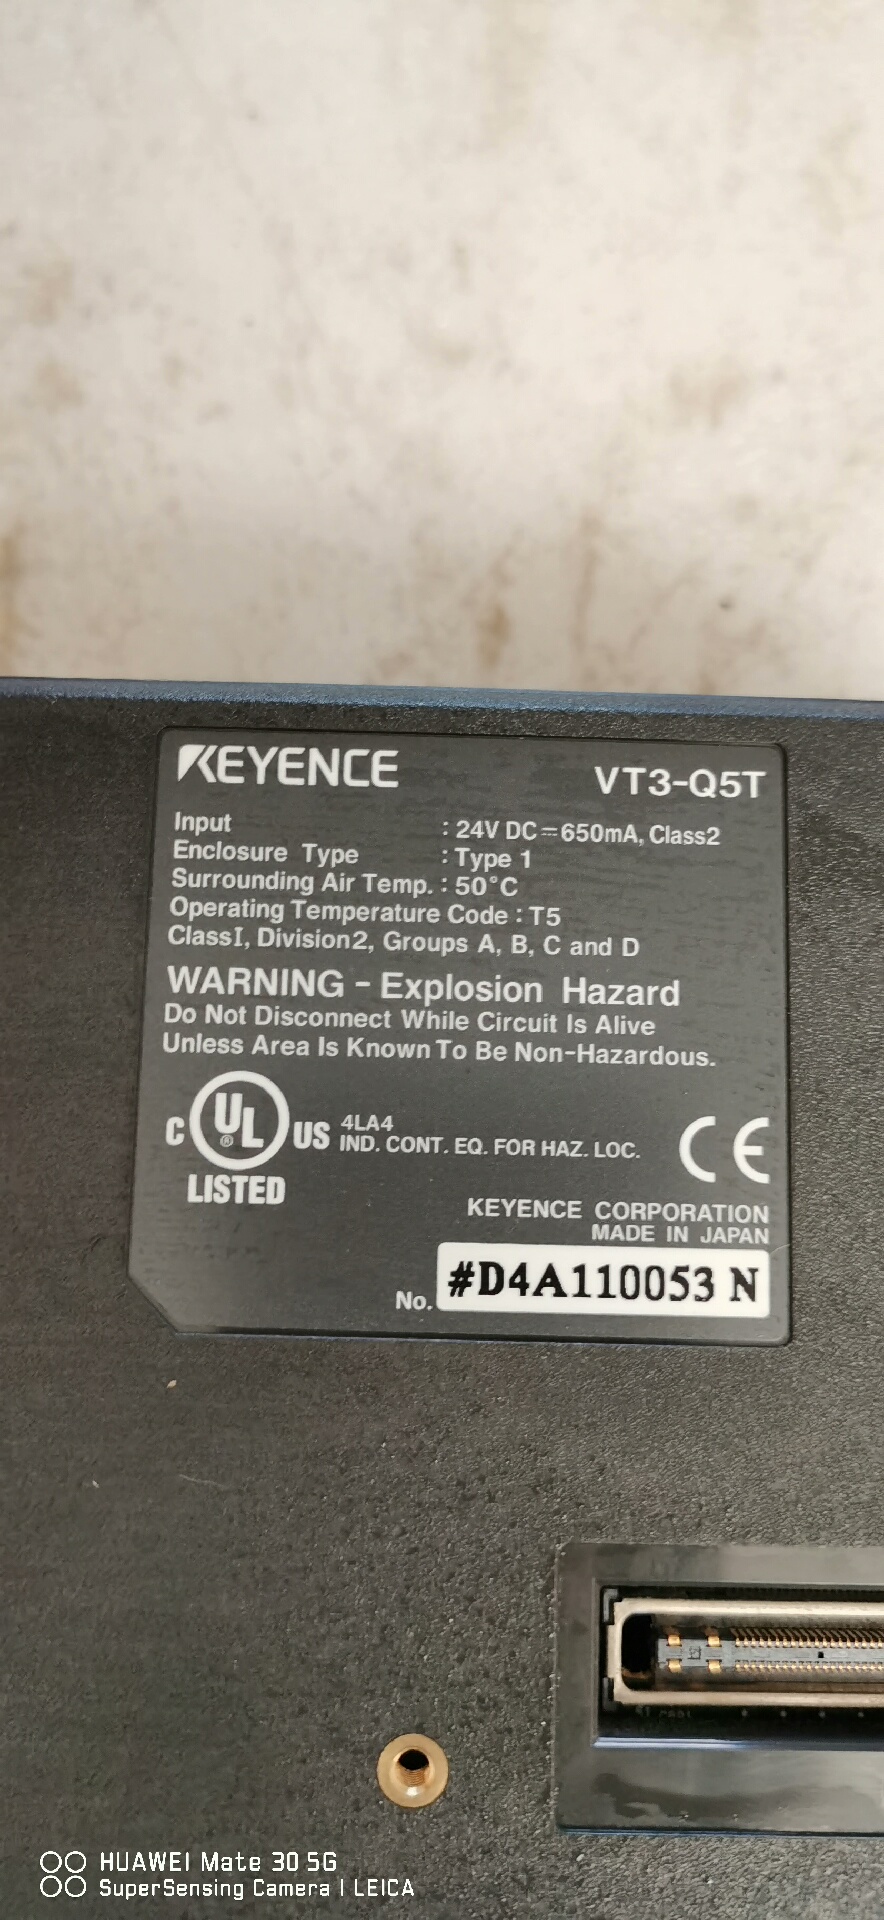 KEYENCE VT3-Q5T
Input : 24V DC⎓650mA, Class2
Enclosure Type : Type 1
Surrounding Air Temp. : 50°C
Operating Temperature Code : T5
ClassI, Division2, Groups A, B, C and D
WARNING - Explosion Hazard
Do Not Disconnect While Circuit Is Alive
Unless Area Is Known To Be Non-Hazardous.
C UL ® US
LISTED
4LA4
IND. CONT. EQ. FOR HAZ. LOC.
CE
KEYENCE CORPORATION
MADE IN JAPAN
No. #D4A110053 N
HUAWEI Mate 30 5G
SuperSensing Camera | LEICA